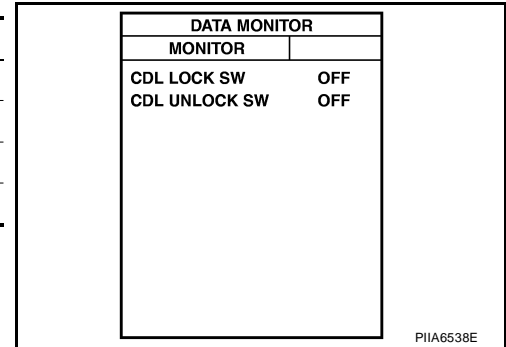 DATA MONITOR
MONITOR
CDL LOCK SW OFF
CDL UNLOCK SW OFF
PIIA6538E